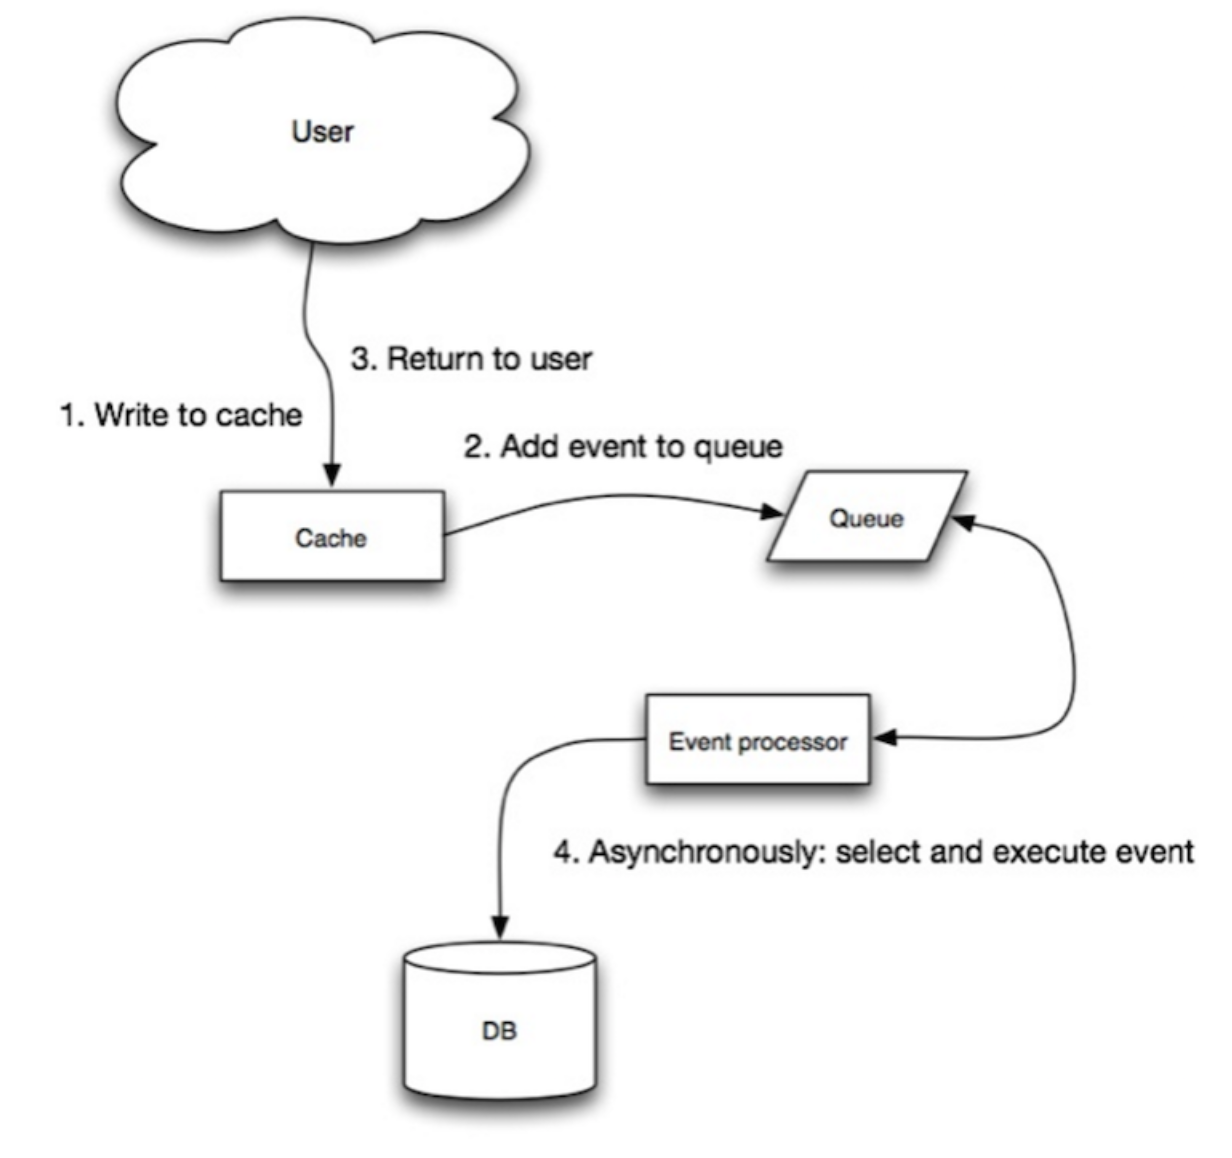 User
3. Return to user
1. Write to cache
2. Add event to queue
Queue
Cache
Event processor
4. Asynchronously: select and execute event
DB